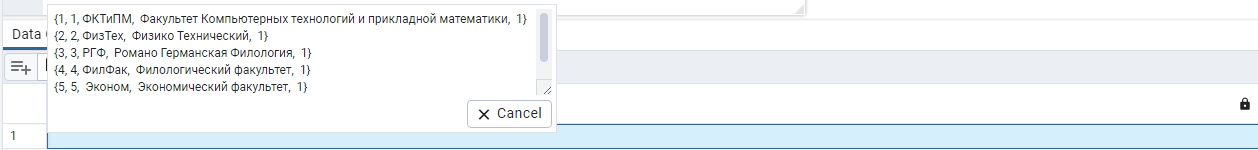 {1, 1, ФКТиПМ,  Факультет Компьютерных технологий и прикладной математики,  1}
{2, 2, ФизТех,  Физико Технический,  1}
{3, 3, РГФ,  Романо Германская Филология,  1}
{4, 4, ФилФак,  Филологический факультет,  1}
{5, 5,  Эконом,  Экономический факультет,  1}
Data
Cancel
1